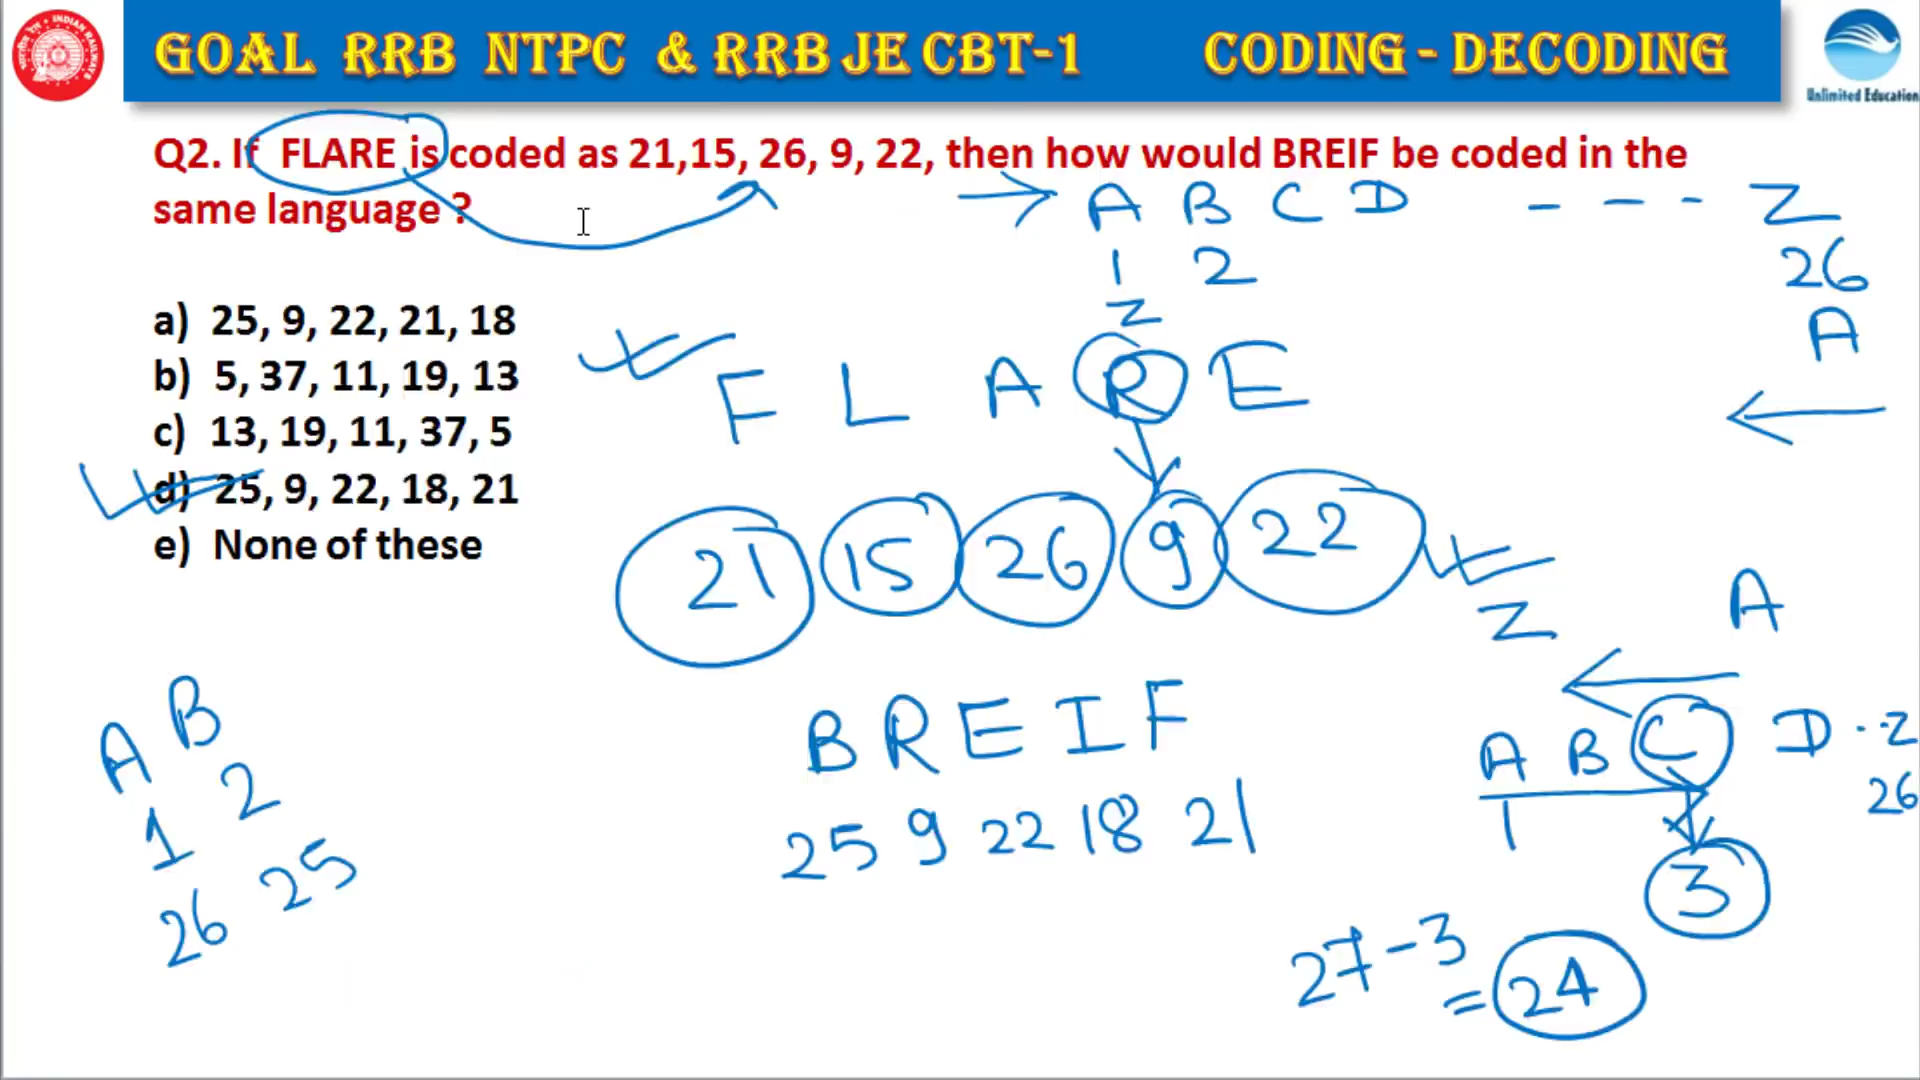 GOAL RRB NTPC & RRB JE CBT-1 CODING - DECODING
Unlimited Education
INDIAN RAILWAYS
Q2. If FLARE is coded as 21,15, 26, 9, 22, then how would BREIF be coded in the
same language ?
A B C D - - - - Z
1 2 26
Z A
a) 25, 9, 22, 21, 18
b) 5, 37, 11, 19, 13
c) 13, 19, 11, 37, 5
d) 25, 9, 22, 18, 21
e) None of these
F L A R E
21 15 26 9 22
Z A
B R E I F
25 9 22 18 21
A B C D - - Z
1 26
3
27 - 3
= 24
A B
1 2
26 25